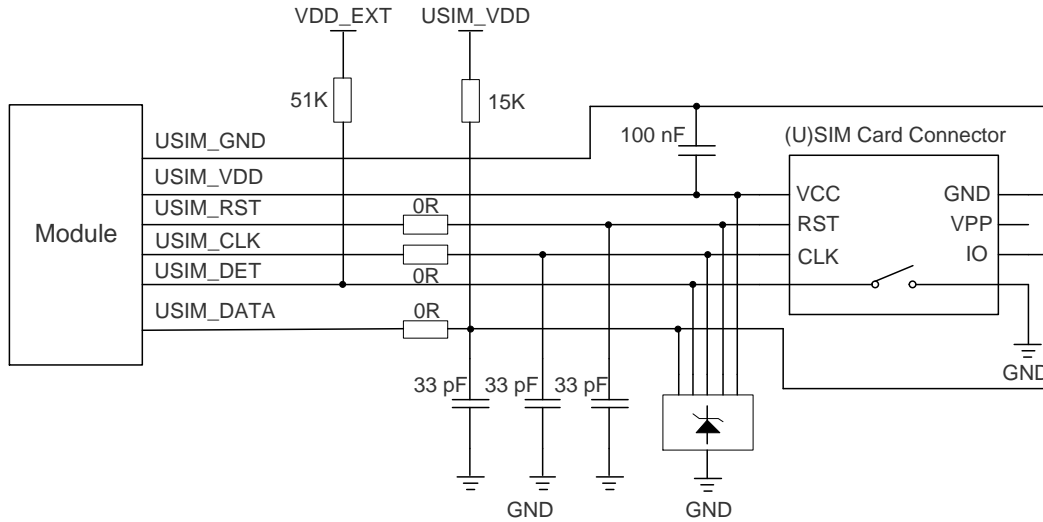 VDD_EXT USIM_VDD
51K 15K
USIM_GND
100 nF
(U)SIM Card Connector
USIM_VDD
VCC GND
USIM_RST 0R
RST VPP
Module
USIM_CLK
CLK IO
USIM_DET 0R
USIM_DATA 0R
GND
33 pF 33 pF 33 pF
GND GND